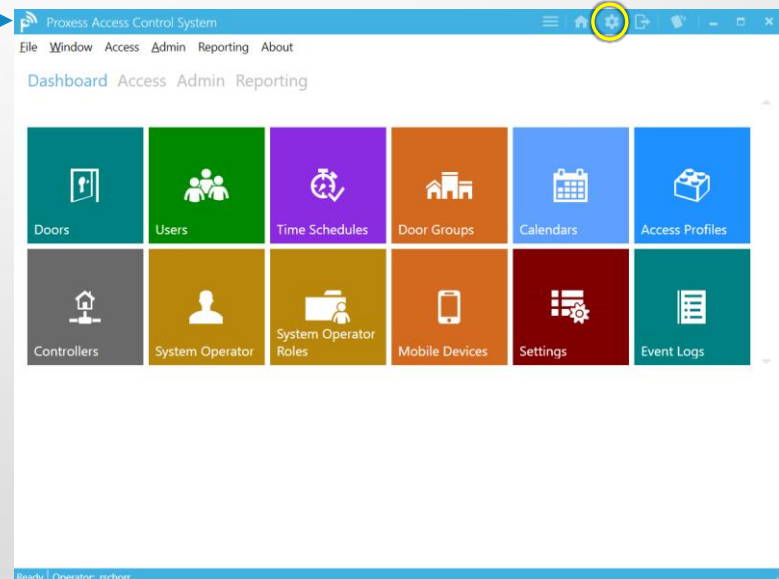 Proxess Access Control System
File Window Access Admin Reporting About
Dashboard Access Admin Reporting
Doors
Users
Time Schedules
Door Groups
Calendars
Access Profiles
Controllers
System Operator
System Operator
Roles
Mobile Devices
Settings
Event Logs
Ready Operator: rschorr